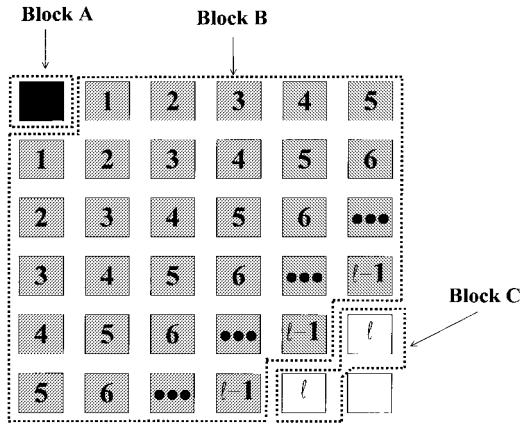 Block A
Block B
1 2 3 4 5
1 2 3 4 5 6
2 3 4 5 6 •••
3 4 5 6 ••• ℓ-1
Block C
4 5 6 ••• ℓ-1 ℓ
5 6 ••• ℓ-1 ℓ